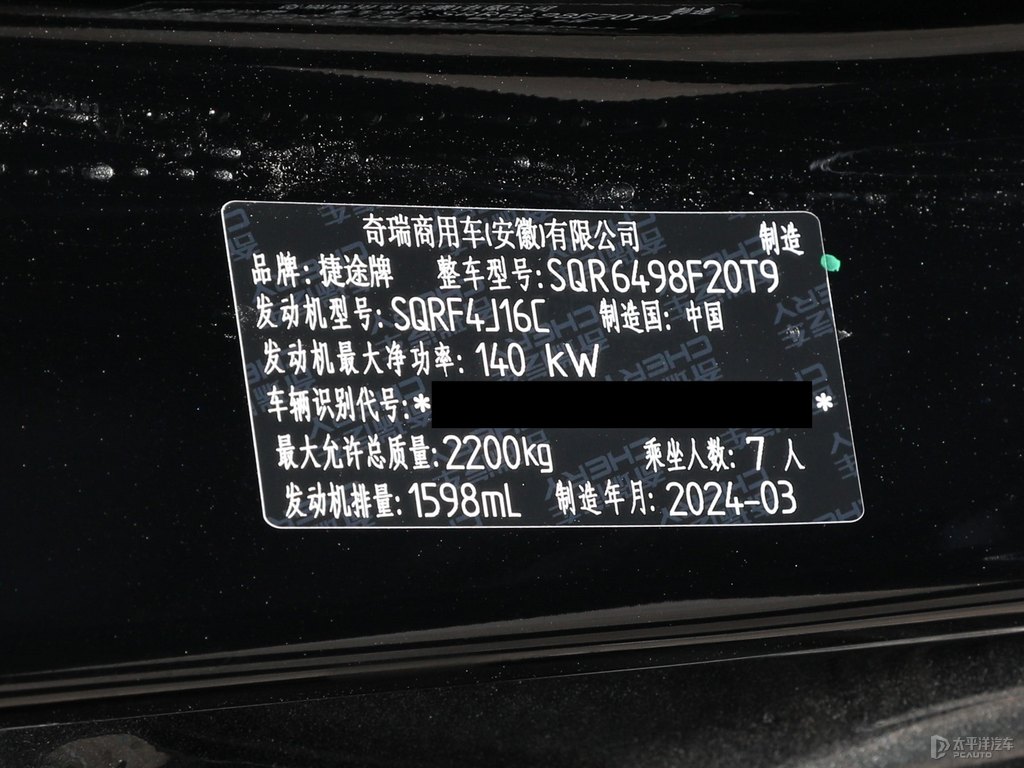 奇瑞商用车(安徽)有限公司 制造
品牌:捷途牌 整车型号:SQR6498F20T9
发动机型号:SQRF4J16C 制造国:中国
发动机最大净功率:140 kW
车辆识别代号:* *
最大允许总质量:2200kg 乘坐人数:7 人
发动机排量:1598mL 制造年月:2024-03
太平洋汽车
PCAUTO